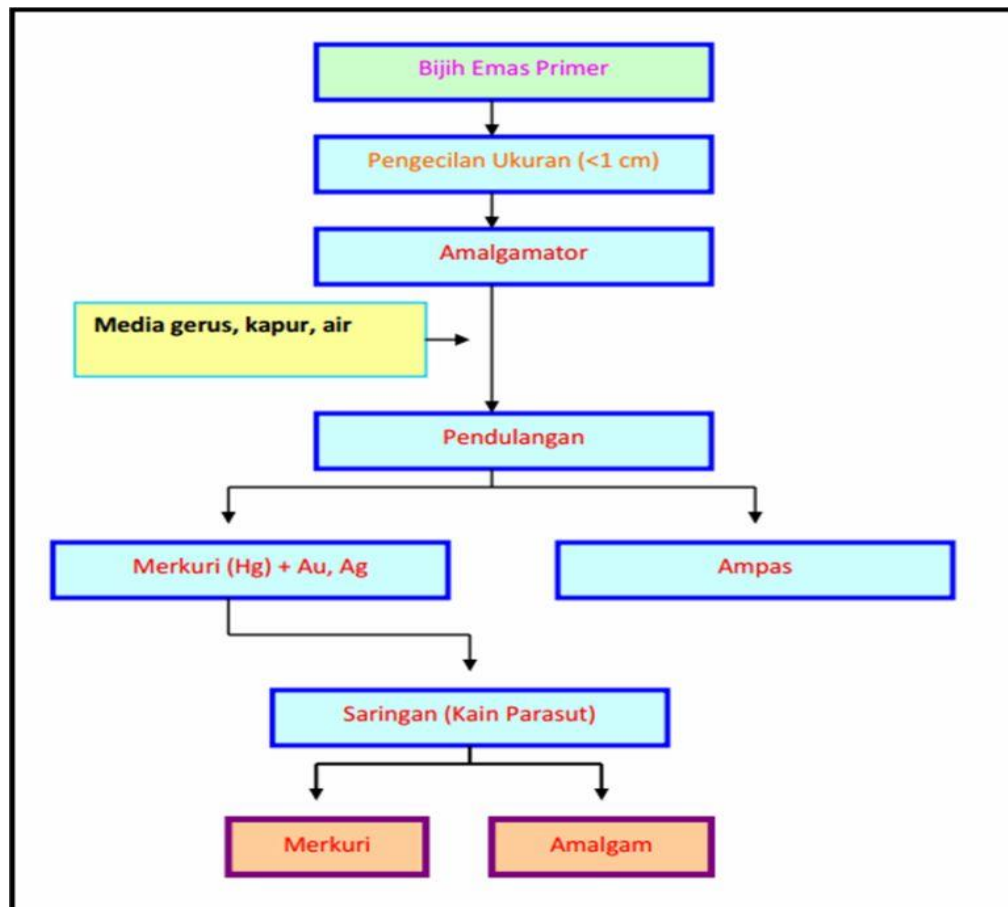 Bijih Emas Primer
Pengecilan Ukuran (<1 cm)
Amalgamator
Media gerus, kapur, air
Pendulangan
Merkuri (Hg) + Au, Ag
Ampas
Saringan (Kain Parasut)
Merkuri
Amalgam